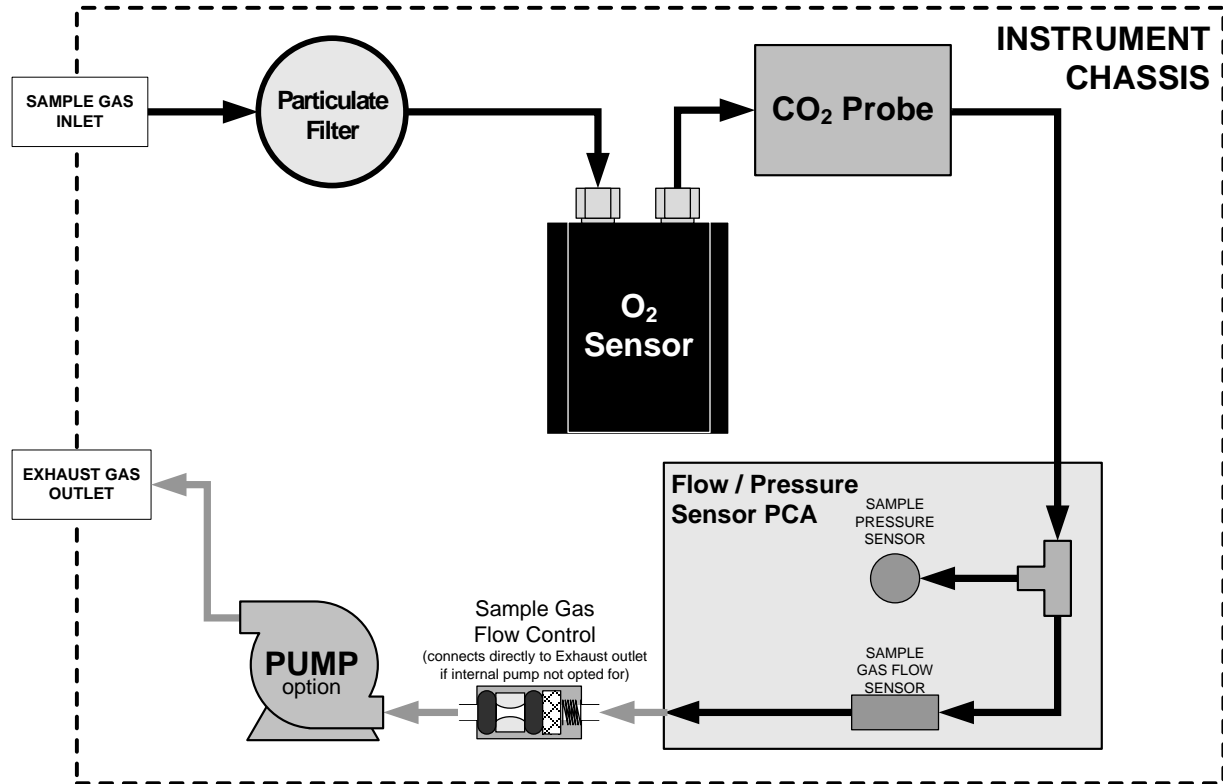 INSTRUMENT
CHASSIS
SAMPLE GAS
INLET
Particulate
Filter
CO₂ Probe
O₂
Sensor
EXHAUST GAS
OUTLET
Flow / Pressure
Sensor PCA
SAMPLE
PRESSURE
SENSOR
Sample Gas
Flow Control
(connects directly to Exhaust outlet
if internal pump not opted for)
SAMPLE
GAS FLOW
SENSOR
PUMP
option